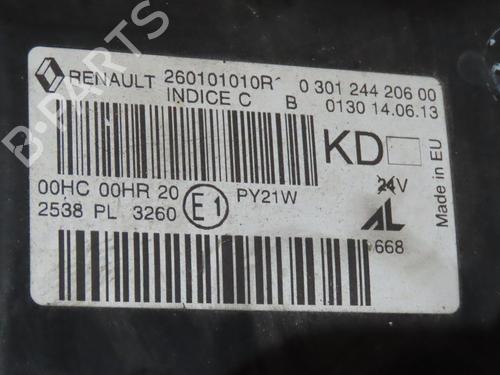 RENAULT 260101010R 0 301 244 206 00
INDICE C B 0130 14.06.13
KD
Made in EU
00HC 00HR 20 E1 PY21W 24V
2538 PL 3260 AL
668
B-PARTS